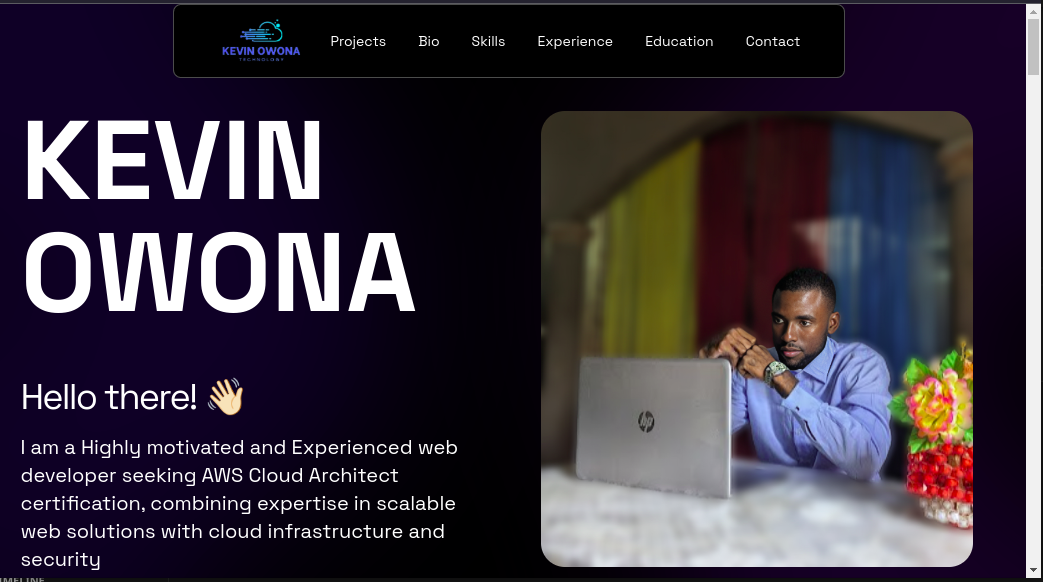 KEVIN OWONA
TECHNOLOGY
Projects Bio Skills Experience Education Contact
KEVIN
OWONA
Hello there! 👋🏼
I am a Highly motivated and Experienced web
developer seeking AWS Cloud Architect
certification, combining expertise in scalable
web solutions with cloud infrastructure and
security
hp